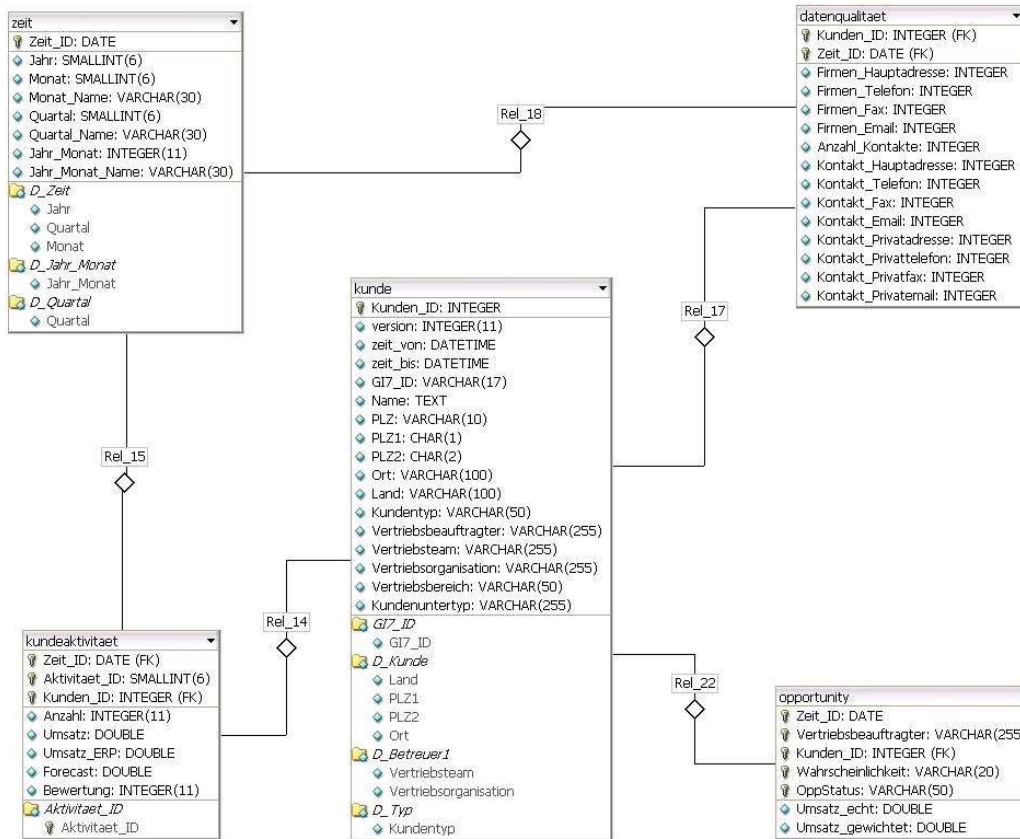 zeit
Zeit_ID: DATE
Jahr: SMALLINT(6)
Monat: SMALLINT(6)
Monat_Name: VARCHAR(30)
Quartal: SMALLINT(6)
Quartal_Name: VARCHAR(30)
Jahr_Monat: INTEGER(11)
Jahr_Monat_Name: VARCHAR(30)
D_Zeit
Jahr
Quartal
Monat
D_Jahr_Monat
Jahr_Monat
D_Quartal
Quartal
Rel_18
datenqualitaet
Kunden_ID: INTEGER (FK)
Zeit_ID: DATE (FK)
Firmen_Hauptadresse: INTEGER
Firmen_Telefon: INTEGER
Firmen_Fax: INTEGER
Firmen_Email: INTEGER
Anzahl_Kontakte: INTEGER
Kontakt_Hauptadresse: INTEGER
Kontakt_Telefon: INTEGER
Kontakt_Fax: INTEGER
Kontakt_Email: INTEGER
Kontakt_Privatadresse: INTEGER
Kontakt_Privattelefon: INTEGER
Kontakt_Privatfax: INTEGER
Kontakt_Privatemail: INTEGER
Rel_17
kunde
Kunden_ID: INTEGER
version: INTEGER(11)
zeit_von: DATETIME
zeit_bis: DATETIME
GI7_ID: VARCHAR(17)
Name: TEXT
PLZ: VARCHAR(10)
PLZ1: CHAR(1)
PLZ2: CHAR(2)
Ort: VARCHAR(100)
Land: VARCHAR(100)
Kundentyp: VARCHAR(50)
Vertriebsbeauftragter: VARCHAR(255)
Vertriebsteam: VARCHAR(255)
Vertriebsorganisation: VARCHAR(255)
Vertriebsbereich: VARCHAR(50)
Kundenuntertyp: VARCHAR(255)
GI7_ID
GI7_ID
D_Kunde
Land
PLZ1
PLZ2
Ort
D_Betreuer1
Vertriebsteam
Vertriebsorganisation
D_Typ
Kundentyp
Rel_15
Rel_14
kundeaktivitaet
Zeit_ID: DATE (FK)
Aktivitaet_ID: SMALLINT(6)
Kunden_ID: INTEGER (FK)
Anzahl: INTEGER(11)
Umsatz: DOUBLE
Umsatz_ERP: DOUBLE
Forecast: DOUBLE
Bewertung: INTEGER(11)
Aktivitaet_ID
Aktivitaet_ID
Rel_22
opportunity
Zeit_ID: DATE
Vertriebsbeauftragter: VARCHAR(255
Kunden_ID: INTEGER (FK)
Wahrscheinlichkeit: VARCHAR(20)
OppStatus: VARCHAR(50)
Umsatz_echt: DOUBLE
Umsatz_gewichtet: DOUBLE